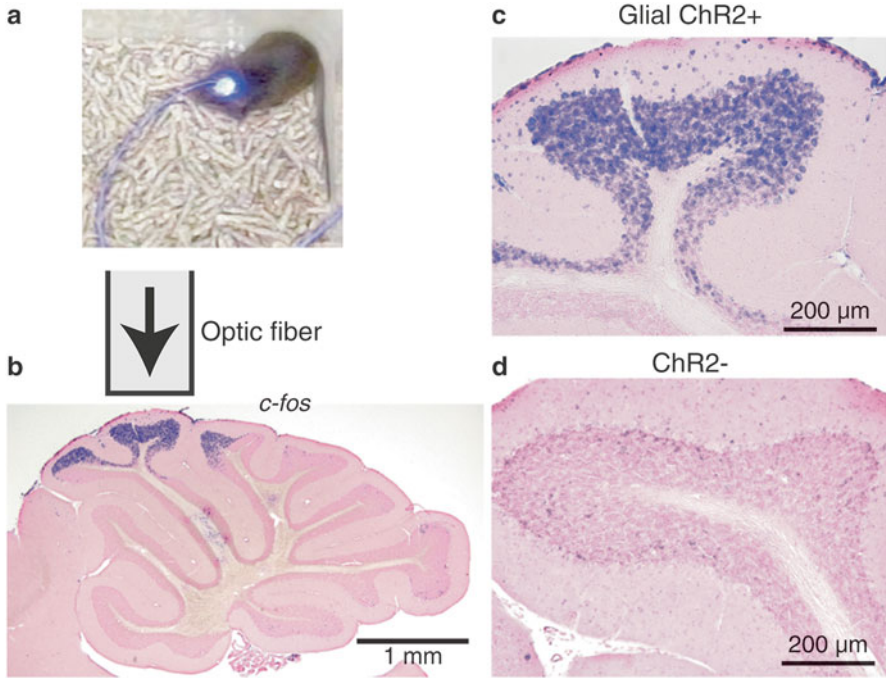 a
Optic fiber
b
c-fos
1 mm
c
Glial ChR2+
200 µm
d
ChR2-
200 µm